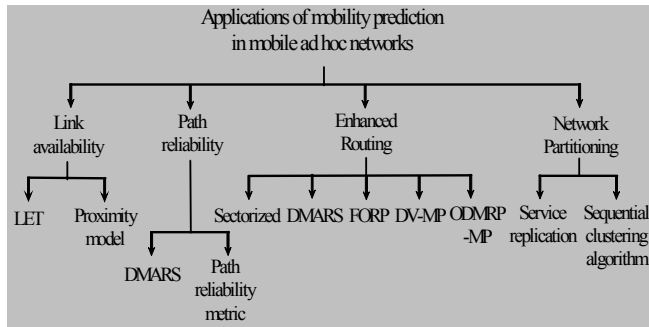 Applications of mobility prediction
in mobile ad hoc networks
Link
availability
Path
reliability
Enhanced
Routing
Network
Partitioning
LET
Proximity
model
DMARS
Path
reliability
metric
Sectorized
DMARS
FORP
DV-MP
ODMRP
-MP
Service
replication
Sequential
clustering
algorithm